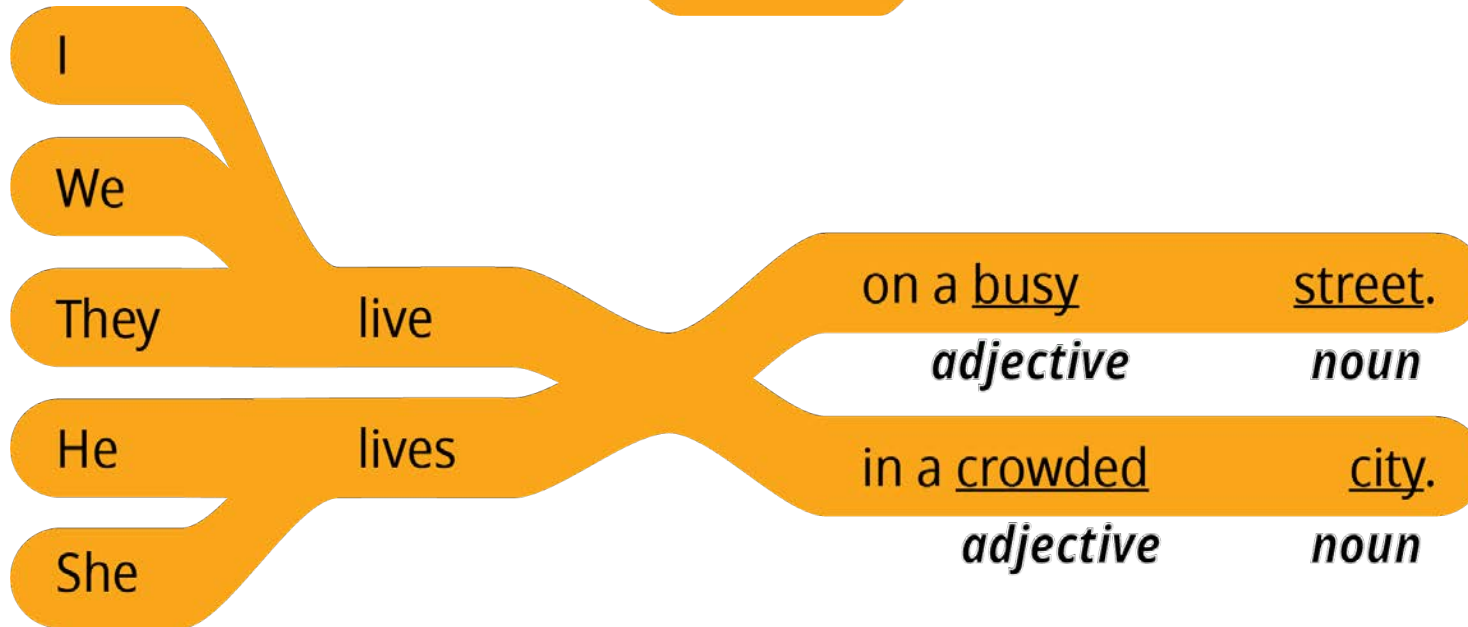 I
We
They live
He lives
She
on a busy street.
adjective noun
in a crowded city.
adjective noun